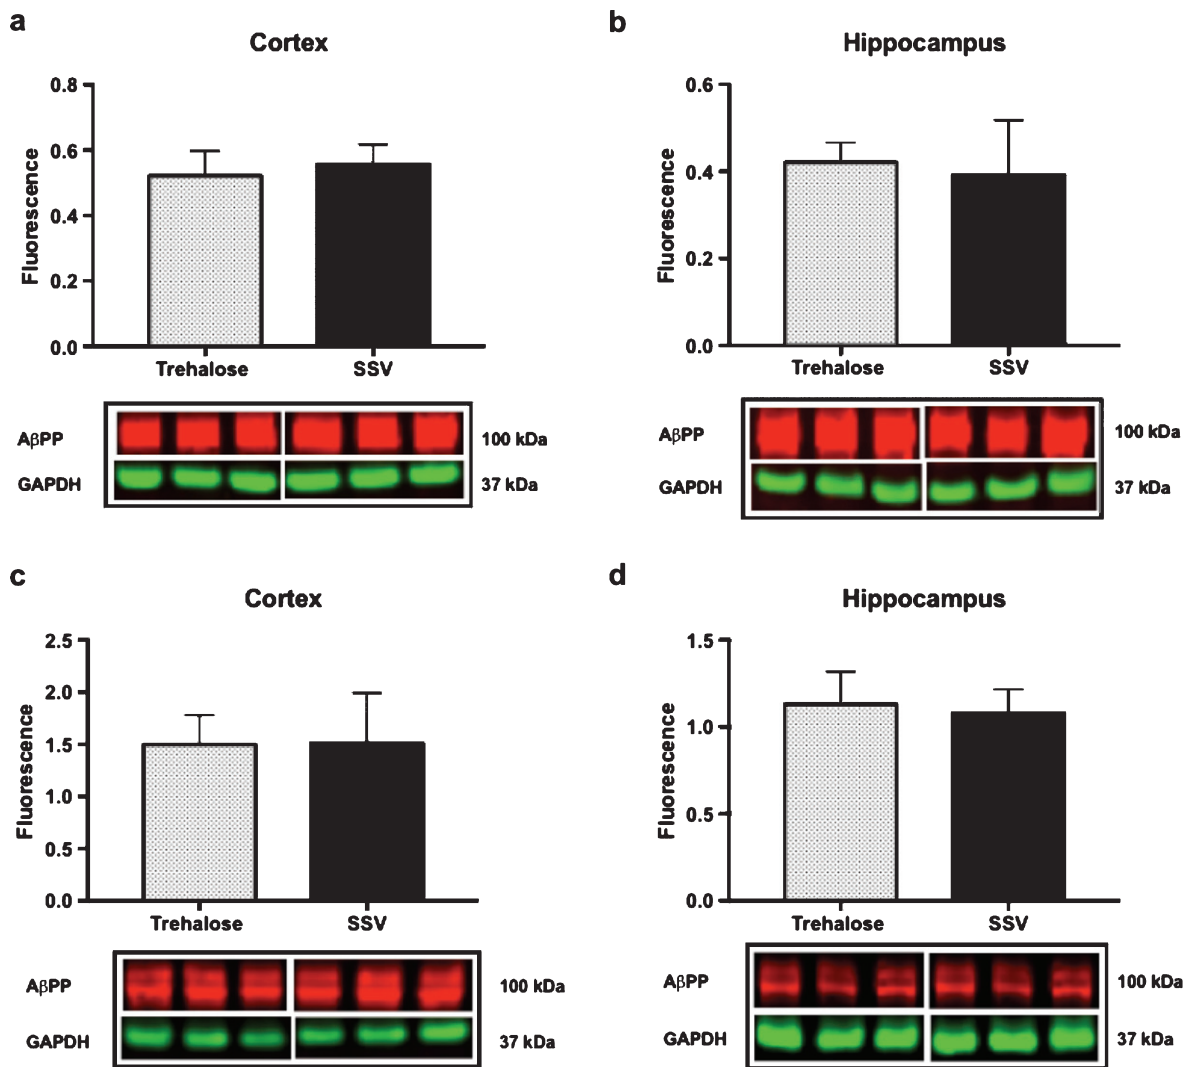 a
Cortex
Fluorescence
0.8
0.6
0.4
0.2
0.0
Trehalose SSV
AβPP 100 kDa
GAPDH 37 kDa
b
Hippocampus
Fluorescence
0.6
0.4
0.2
0.0
Trehalose SSV
AβPP 100 kDa
GAPDH 37 kDa
c
Cortex
Fluorescence
2.5
2.0
1.5
1.0
0.5
0.0
Trehalose SSV
AβPP 100 kDa
GAPDH 37 kDa
d
Hippocampus
Fluorescence
1.5
1.0
0.5
0.0
Trehalose SSV
AβPP 100 kDa
GAPDH 37 kDa